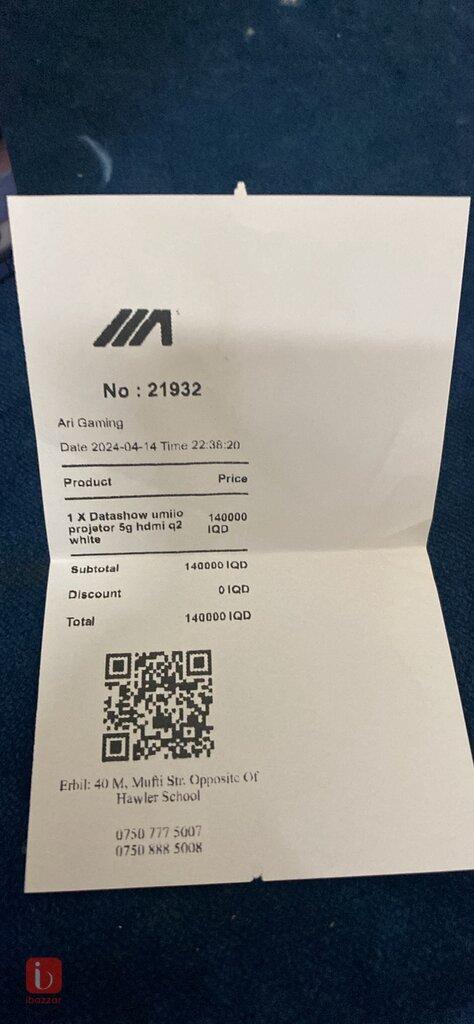 No : 21932
Ari Gaming
Date 2024-04-14 Time 22:38:20
Product Price
1 X Datashow umiio 140000
projetor 5g hdmi q2 IQD
white
Subtotal 140000 IQD
Discount 0 IQD
Total 140000 IQD
Erbil: 40 M, Mufti Str. Opposite Of
Hawler School
0750 777 5007
0750 888 5008
ibazzar